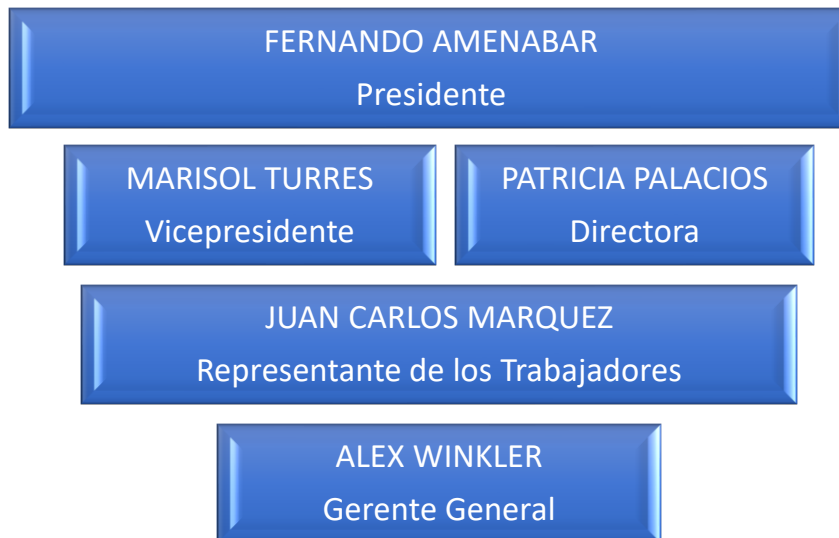 FERNANDO AMENABAR
Presidente
MARISOL TURRES
Vicepresidente
PATRICIA PALACIOS
Directora
JUAN CARLOS MARQUEZ
Representante de los Trabajadores
ALEX WINKLER
Gerente General